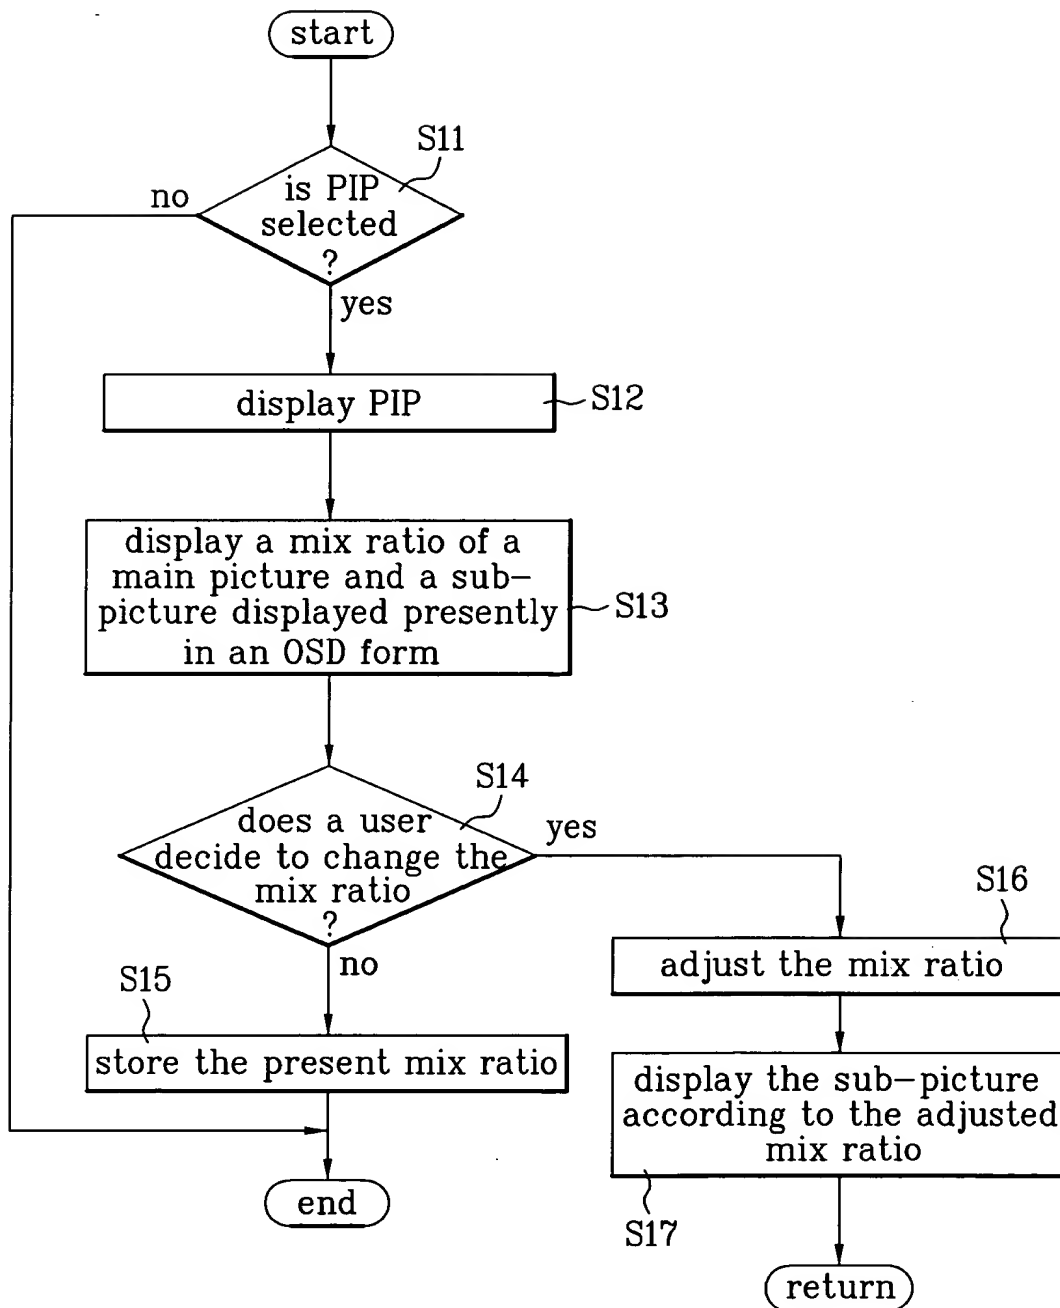 start
S11
no
is PIP
selected
?
yes
display PIP
S12
display a mix ratio of a
main picture and a sub-
picture displayed presently
in an OSD form
S13
S14
does a user
decide to change the
mix ratio
?
yes
no
S15
store the present mix ratio
end
S16
adjust the mix ratio
display the sub-picture
according to the adjusted
mix ratio
S17
return